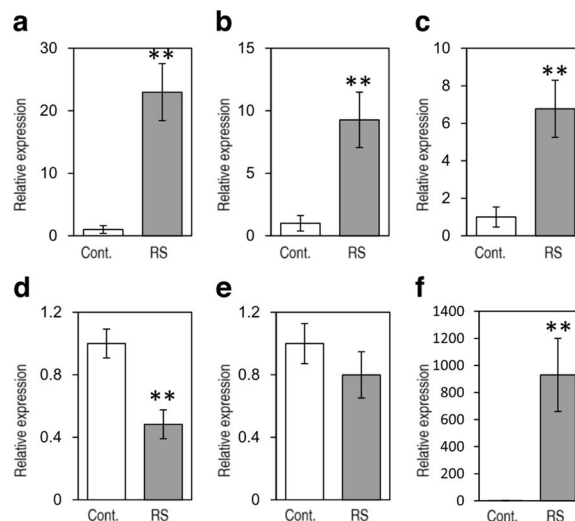 a
Relative expression
30
20
10
0
**
Cont. RS
b
Relative expression
15
10
5
0
**
Cont. RS
c
Relative expression
8
6
4
2
0
**
Cont. RS
d
Relative expression
1.2
0.8
0.4
0
**
Cont. RS
e
Relative expression
1.2
0.8
0.4
0
Cont. RS
f
Relative expression
1400
1200
1000
800
600
400
200
0
**
Cont. RS